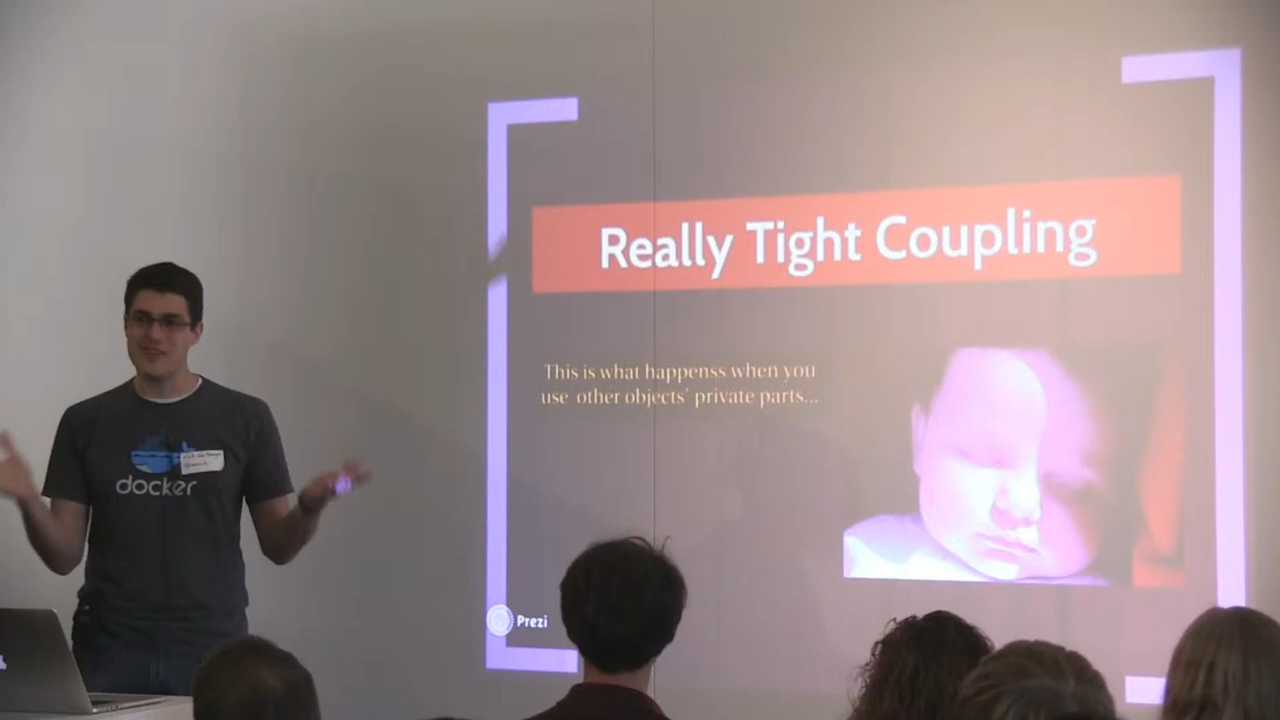 Really Tight Coupling
This is what happenss when you
use other objects' private parts...
docker
Prezi